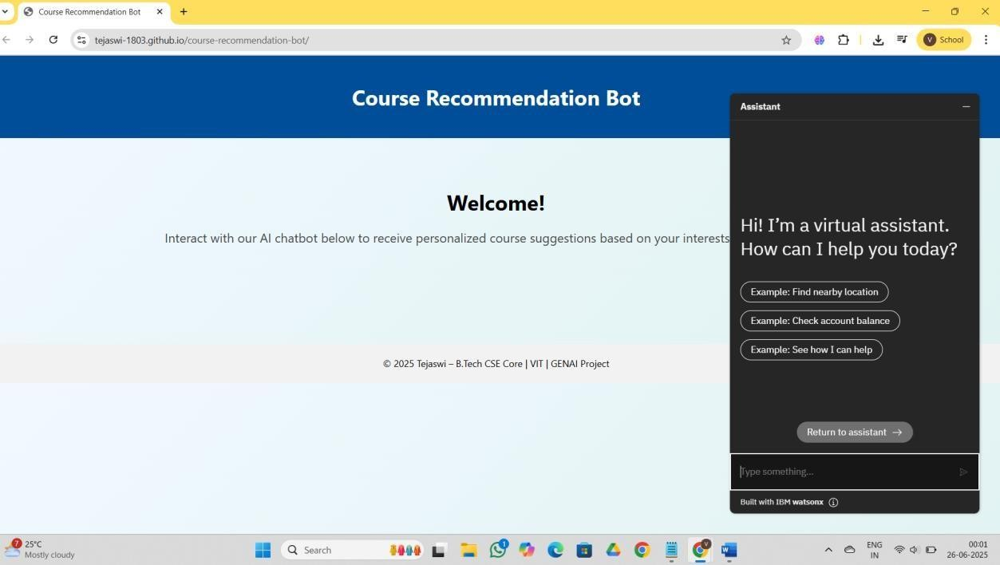 Course Recommendation Bot
tejaswi-1803.github.io/course-recommendation-bot/
V School
Course Recommendation Bot
Welcome!
Interact with our AI chatbot below to receive personalized course suggestions based on your interests
© 2025 Tejaswi – B.Tech CSE Core | VIT | GENAI Project
Assistant
Hi! I’m a virtual assistant.
How can I help you today?
Example: Find nearby location
Example: Check account balance
Example: See how I can help
Return to assistant
Type something...
Built with IBM watsonx
7
25°C
Mostly cloudy
Search
1
V
W
ENG
IN
00:01
26-06-2025